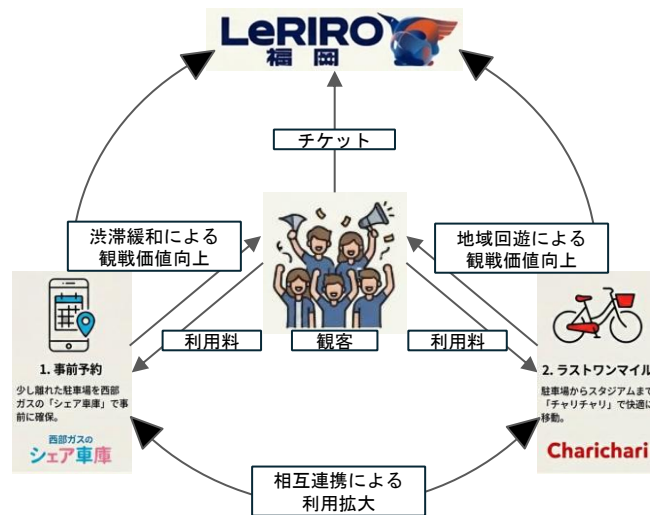 LeRIRO
福岡
チケット
渋滞緩和による
観戦価値向上
地域回遊による
観戦価値向上
利用料
観客
利用料
1. 事前予約
少し離れた駐車場を西部
ガスの「シェア車庫」で事
前に確保。
西部ガスの
シェア車庫
2. ラストワンマイル
駐車場からスタジアムまで
「チャリチャリ」で快適に
移動。
Charichari
相互連携による
利用拡大